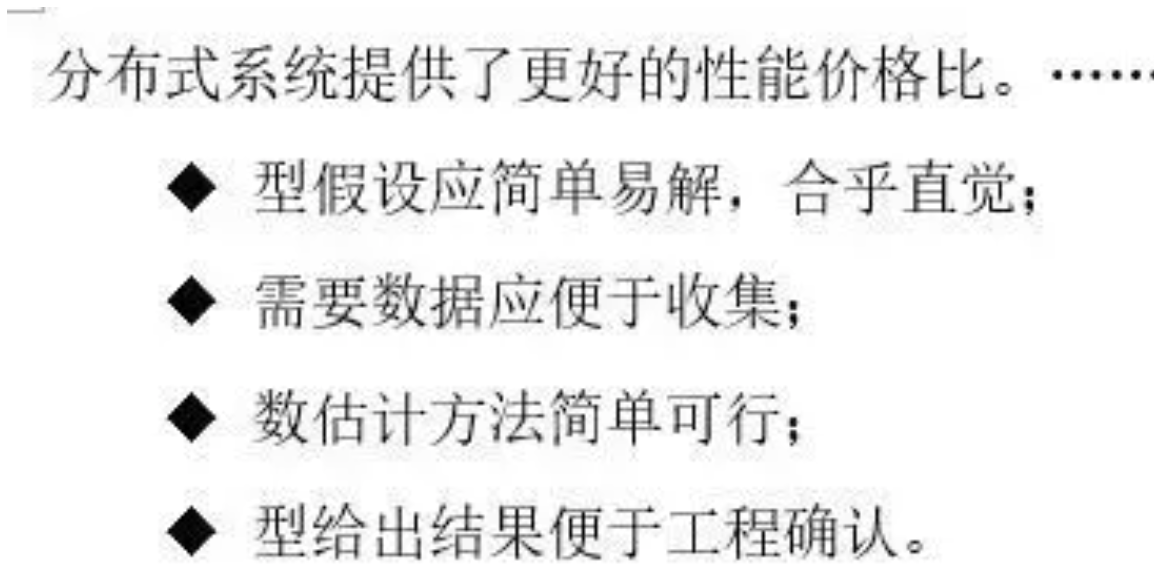 分布式系统提供了更好的性能价格比。······
◆ 型假设应简单易解，合乎直觉；
◆ 需要数据应便于收集；
◆ 数估计方法简单可行；
◆ 型给出结果便于工程确认。